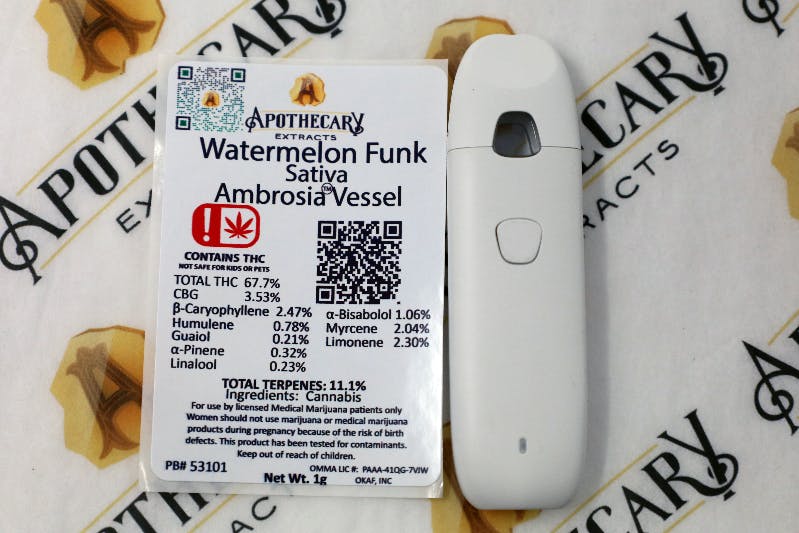 APOTHECARY
EXTRACTS
Watermelon Funk
Sativa
Ambrosia™ Vessel
!
CONTAINS THC
NOT SAFE FOR KIDS OR PETS
TOTAL THC 67.7%
CBG 3.53%
β-Caryophyllene 2.47%
Humulene 0.78%
Guaiol 0.21%
α-Pinene 0.32%
Linalool 0.23%
α-Bisabolol 1.06%
Myrcene 2.04%
Limonene 2.30%
TOTAL TERPENES: 11.1%
Ingredients: Cannabis
For use by licensed Medical Marijuana patients only
Women should not use marijuana or medical marijuana
products during pregnancy because of the risk of birth
defects. This product has been tested for contaminants.
Keep out of reach of children.
PB# 53101
OMMA LIC #: PAAA-41QG-7VJW
Net Wt. 1g
OKAF, INC
APOTHECARY
EX
APOTHECARY
EXTRACTS
APOTHECARY